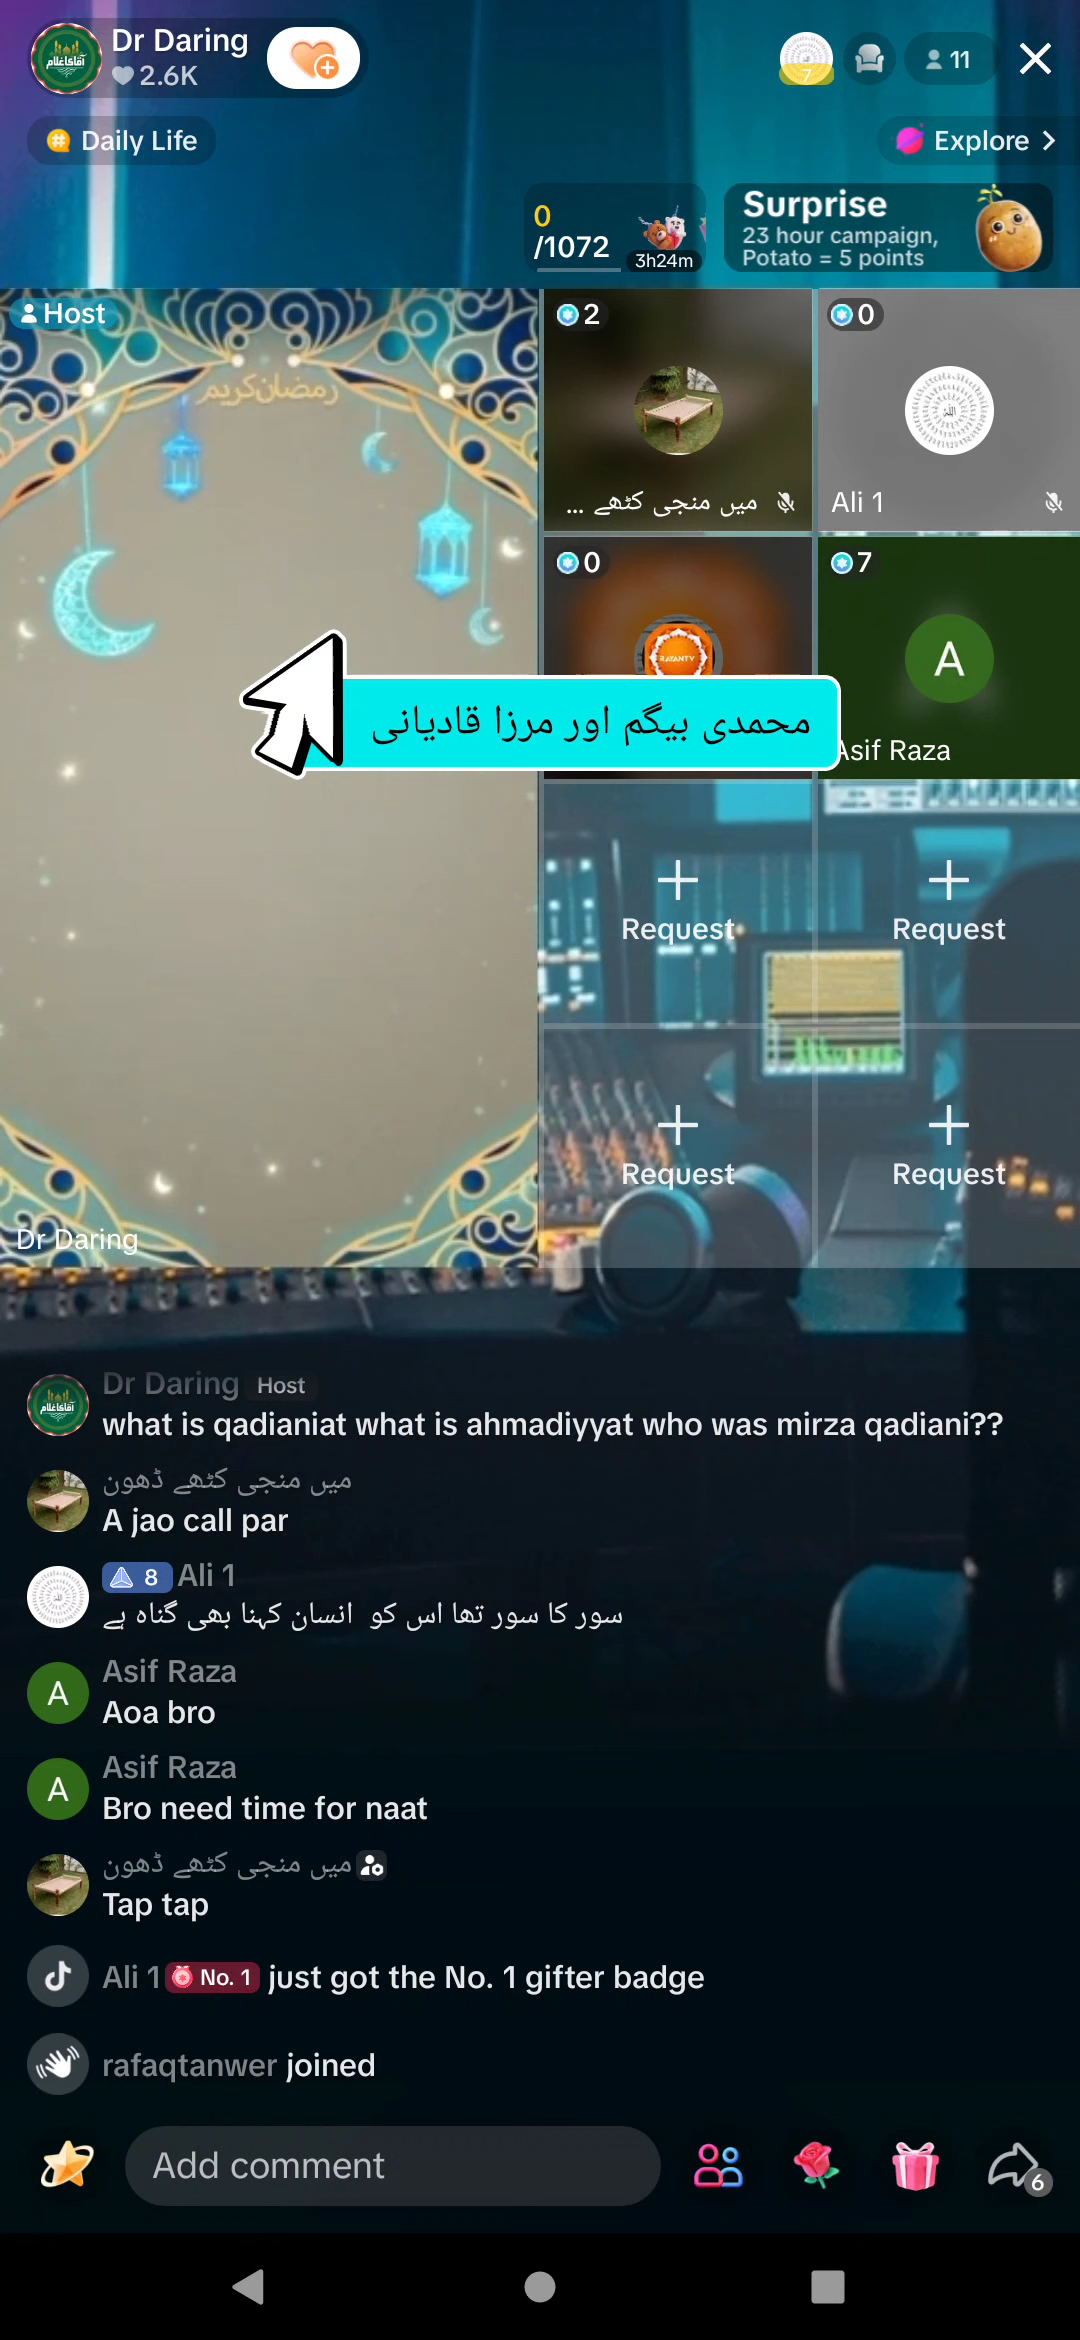 Dr Daring
2.6K
7
11
Daily Life
Explore
0
/1072
3h24m
Surprise
23 hour campaign,
Potato = 5 points
Host
رمضان كريم
2
میں منجی کٹھے ...
0
Ali 1
0
RAYANTV
7
A
Asif Raza
محمدی بیگم اور مرزا قادیانی
Request
Request
Request
Request
Dr Daring
Dr Daring Host
what is qadianiat what is ahmadiyyat who was mirza qadiani??
میں منجی کٹھے ڈھون
A jao call par
8 Ali 1
سور کا سور تھا اس کو انسان کہنا بھی گناہ ہے
A
Asif Raza
Aoa bro
A
Asif Raza
Bro need time for naat
میں منجی کٹھے ڈھون
Tap tap
Ali 1 No. 1 just got the No. 1 gifter badge
rafaqtanwer joined
Add comment
6